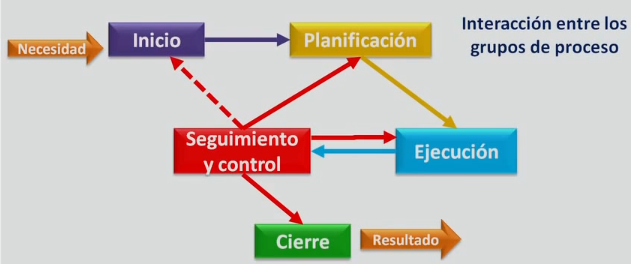 Interacción entre los
grupos de proceso
Necesidad
Inicio
Planificación
Seguimiento
y control
Ejecución
Cierre
Resultado